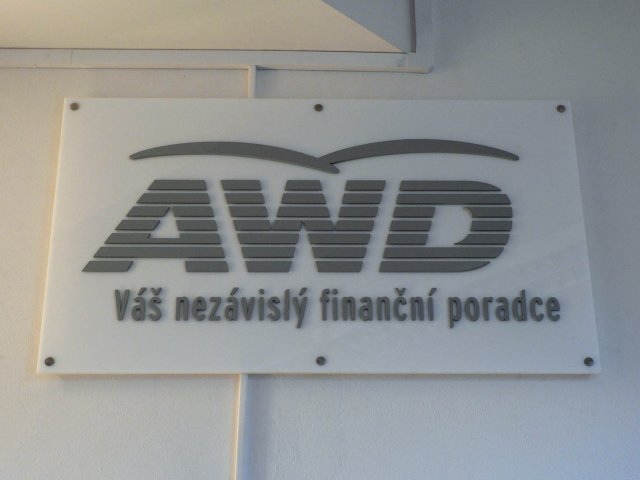 AWD
Váš nezávislý finanční poradce